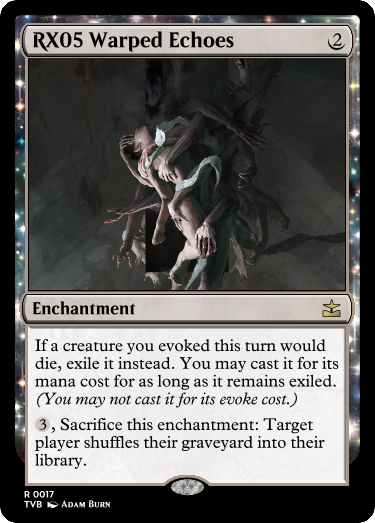 RX05 Warped Echoes 2
Enchantment
If a creature you evoked this turn would
die, exile it instead. You may cast it for its
mana cost for as long as it remains exiled.
(You may not cast it for its evoke cost.)
3, Sacrifice this enchantment: Target
player shuffles their graveyard into their
library.
R 0017
TVB Adam Burn